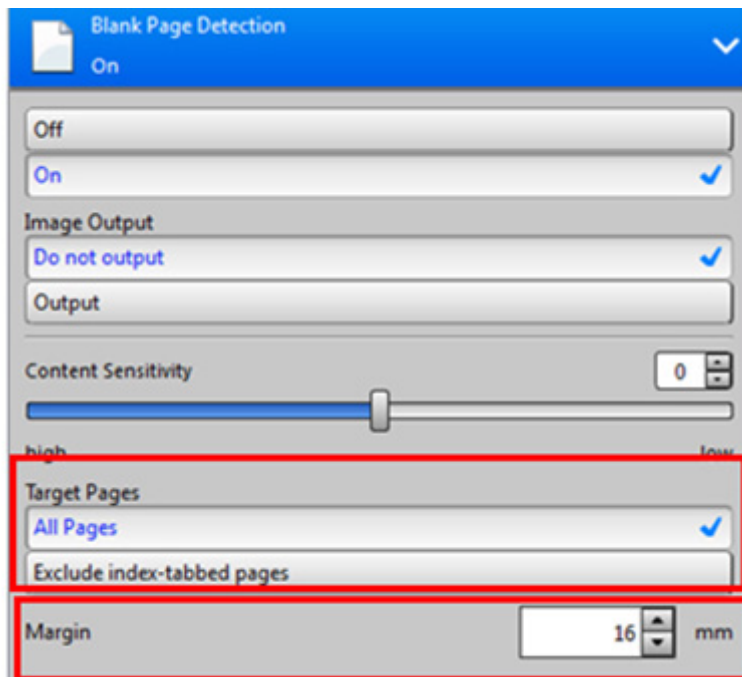 Blank Page Detection
On
Off
On
Image Output
Do not output
Output
Content Sensitivity 0
high low
Target Pages
All Pages
Exclude index-tabbed pages
Margin 16 mm